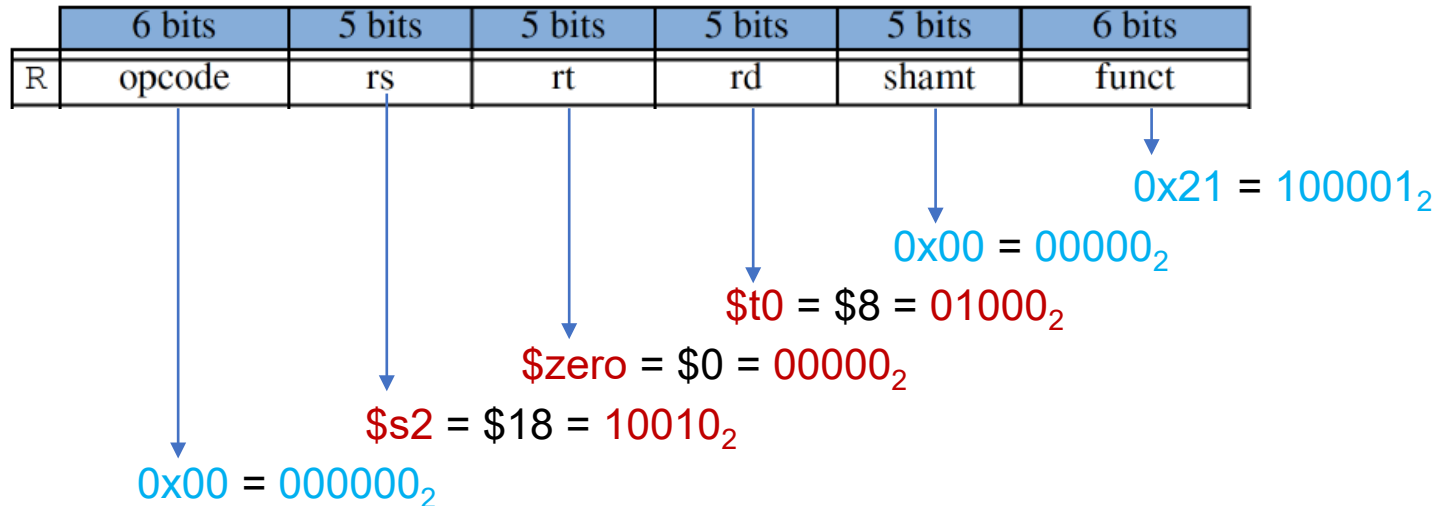 6 bits 5 bits 5 bits 5 bits 5 bits 6 bits
R opcode rs rt rd shamt funct
0x21 = 100001₂
0x00 = 00000₂
$t0 = $8 = 01000₂
$zero = $0 = 00000₂
$s2 = $18 = 10010₂
0x00 = 000000₂